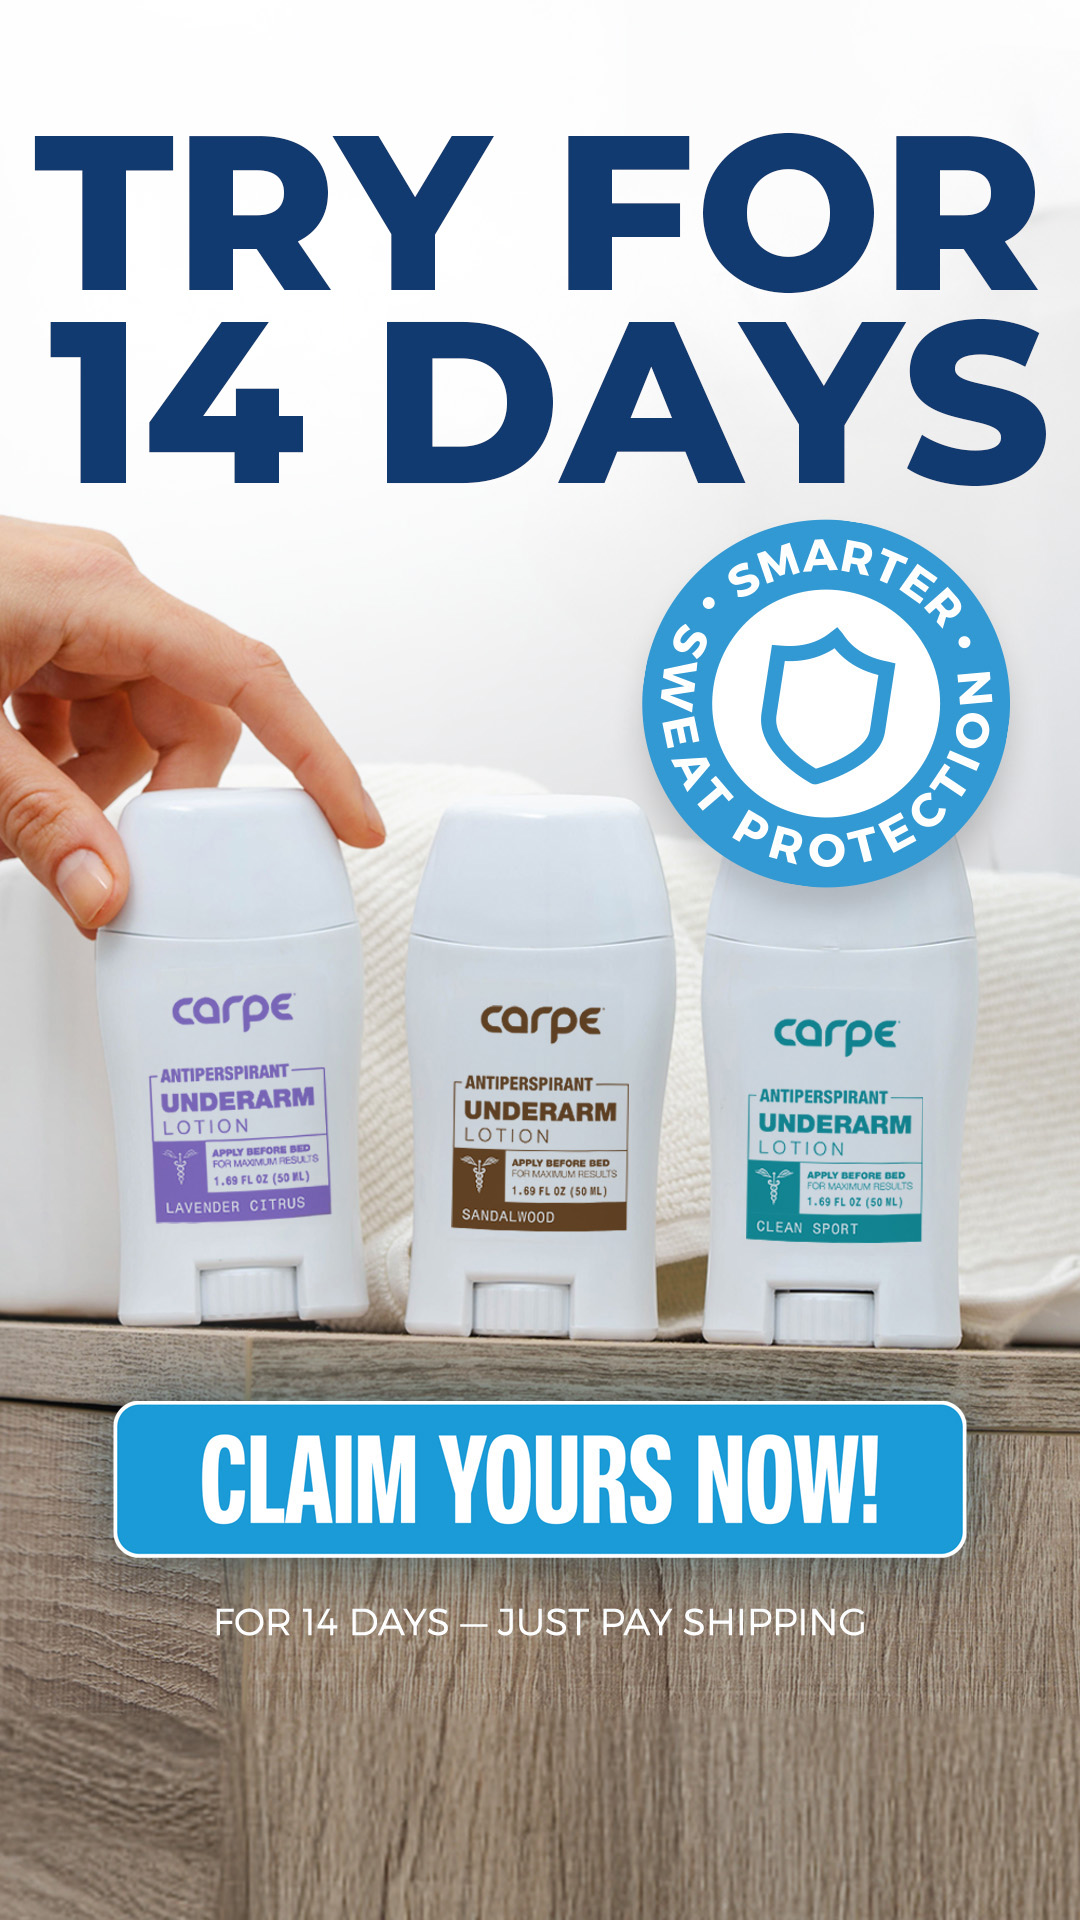 TRY FOR
14 DAYS
• SMARTER •
SWEAT PROTECTION
carpe
ANTIPERSPIRANT
UNDERARM
LOTION
APPLY BEFORE BED
FOR MAXIMUM RESULTS
1.69 FL OZ (50 ML)
LAVENDER CITRUS
carpe
ANTIPERSPIRANT
UNDERARM
LOTION
APPLY BEFORE BED
FOR MAXIMUM RESULTS
1.69 FL OZ (50 ML)
SANDALWOOD
carpe
ANTIPERSPIRANT
UNDERARM
LOTION
APPLY BEFORE BED
FOR MAXIMUM RESULTS
1.69 FL OZ (50 ML)
CLEAN SPORT
CLAIM YOURS NOW!
FOR 14 DAYS — JUST PAY SHIPPING